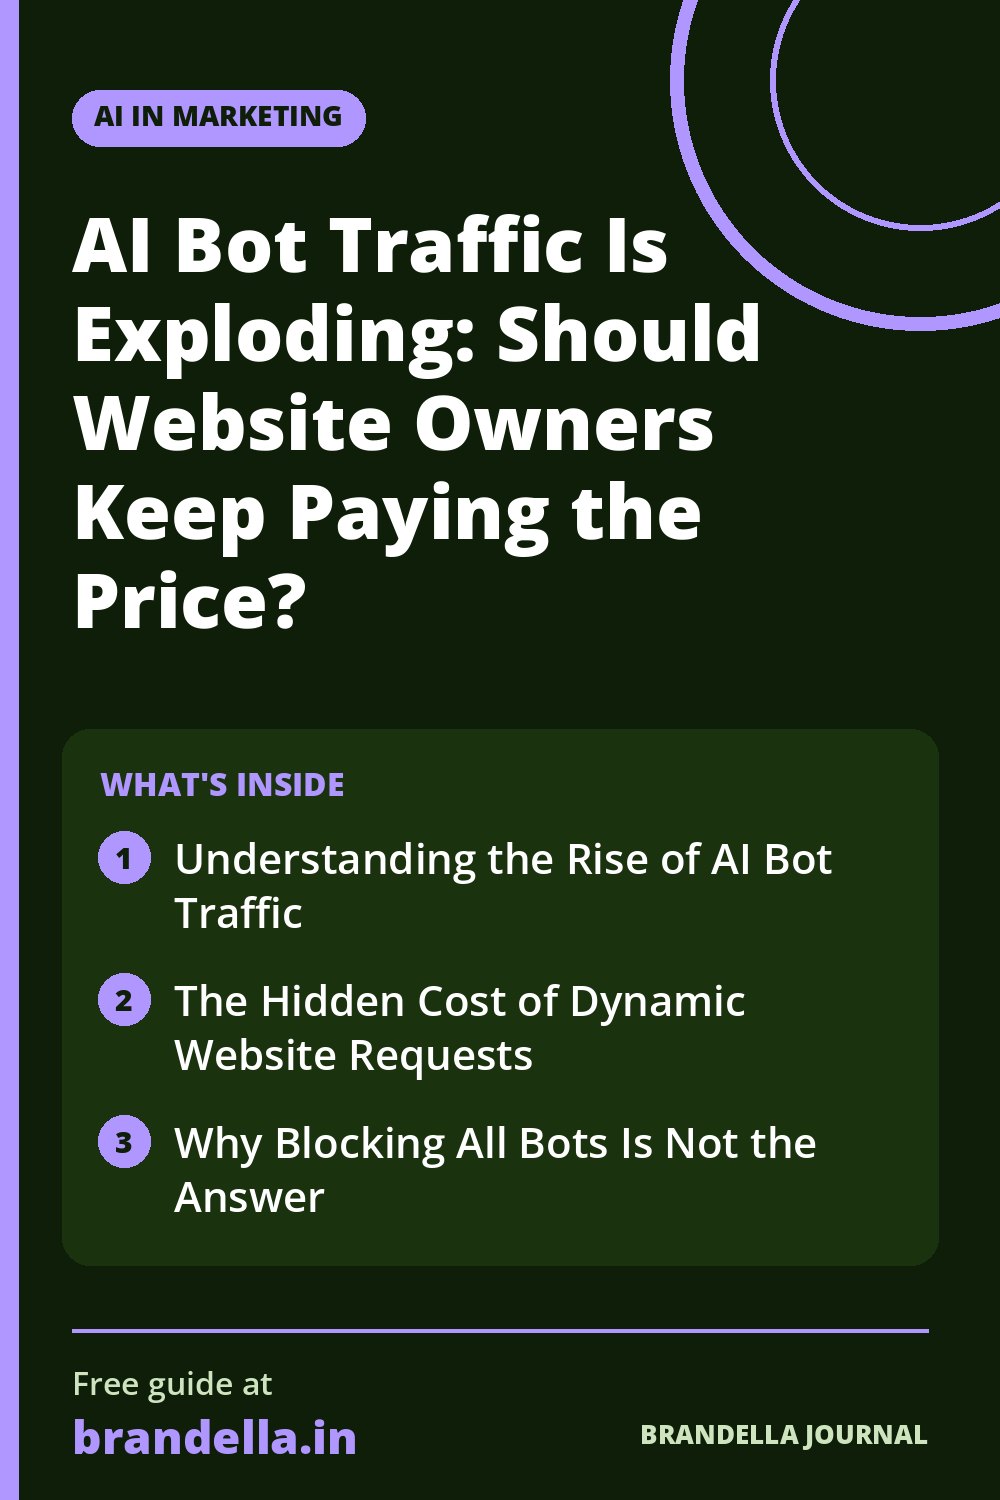 AI IN MARKETING
AI Bot Traffic Is
Exploding: Should
Website Owners
Keep Paying the
Price?
WHAT'S INSIDE
1 Understanding the Rise of AI Bot
Traffic
2 The Hidden Cost of Dynamic
Website Requests
3 Why Blocking All Bots Is Not the
Answer
Free guide at
brandella.in
BRANDELLA JOURNAL